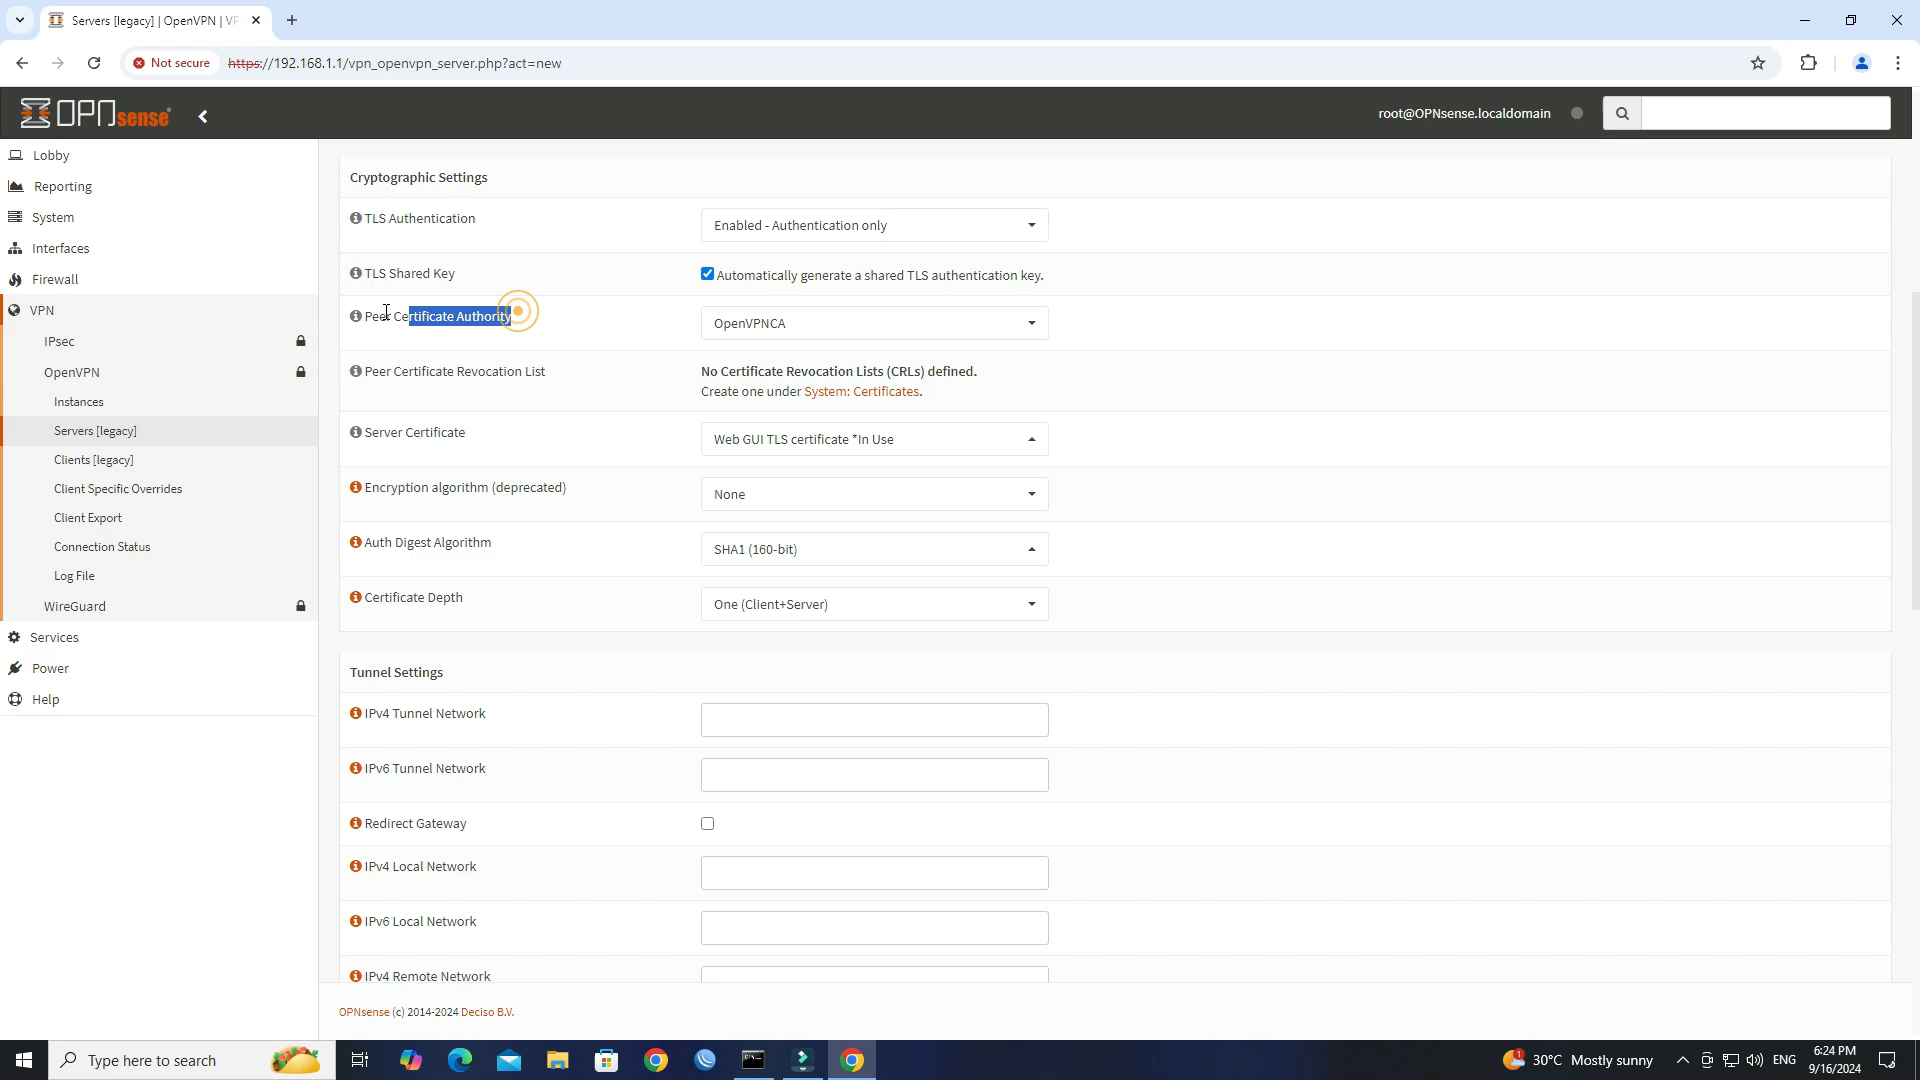 Servers [legacy] | OpenVPN | VP
Not secure
https://192.168.1.1/vpn_openvpn_server.php?act=new
OPNsense
root@OPNsense.localdomain
Lobby
Reporting
System
Interfaces
Firewall
VPN
IPsec
OpenVPN
Instances
Servers [legacy]
Clients [legacy]
Client Specific Overrides
Client Export
Connection Status
Log File
WireGuard
Services
Power
Help
Cryptographic Settings
TLS Authentication
Enabled - Authentication only
TLS Shared Key
Automatically generate a shared TLS authentication key.
Peer Certificate Authority
OpenVPNCA
Peer Certificate Revocation List
No Certificate Revocation Lists (CRLs) defined.
Create one under System: Certificates.
Server Certificate
Web GUI TLS certificate *In Use
Encryption algorithm (deprecated)
None
Auth Digest Algorithm
SHA1 (160-bit)
Certificate Depth
One (Client+Server)
Tunnel Settings
IPv4 Tunnel Network
IPv6 Tunnel Network
Redirect Gateway
IPv4 Local Network
IPv6 Local Network
IPv4 Remote Network
OPNsense (c) 2014-2024 Deciso B.V.
Type here to search
1
30°C Mostly sunny
ENG
6:24 PM
9/16/2024